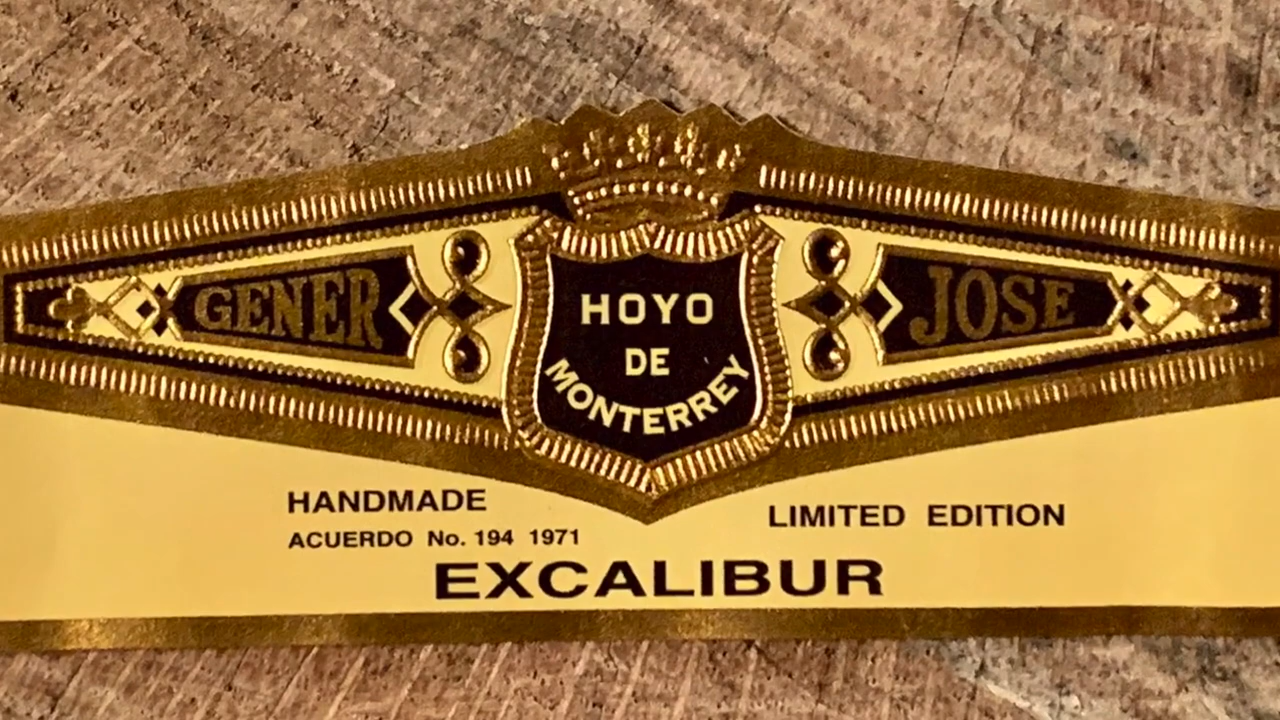 GENER
HOYO
DE
MONTERREY
JOSE
HANDMADE
ACUERDO No. 194 1971
LIMITED EDITION
EXCALIBUR